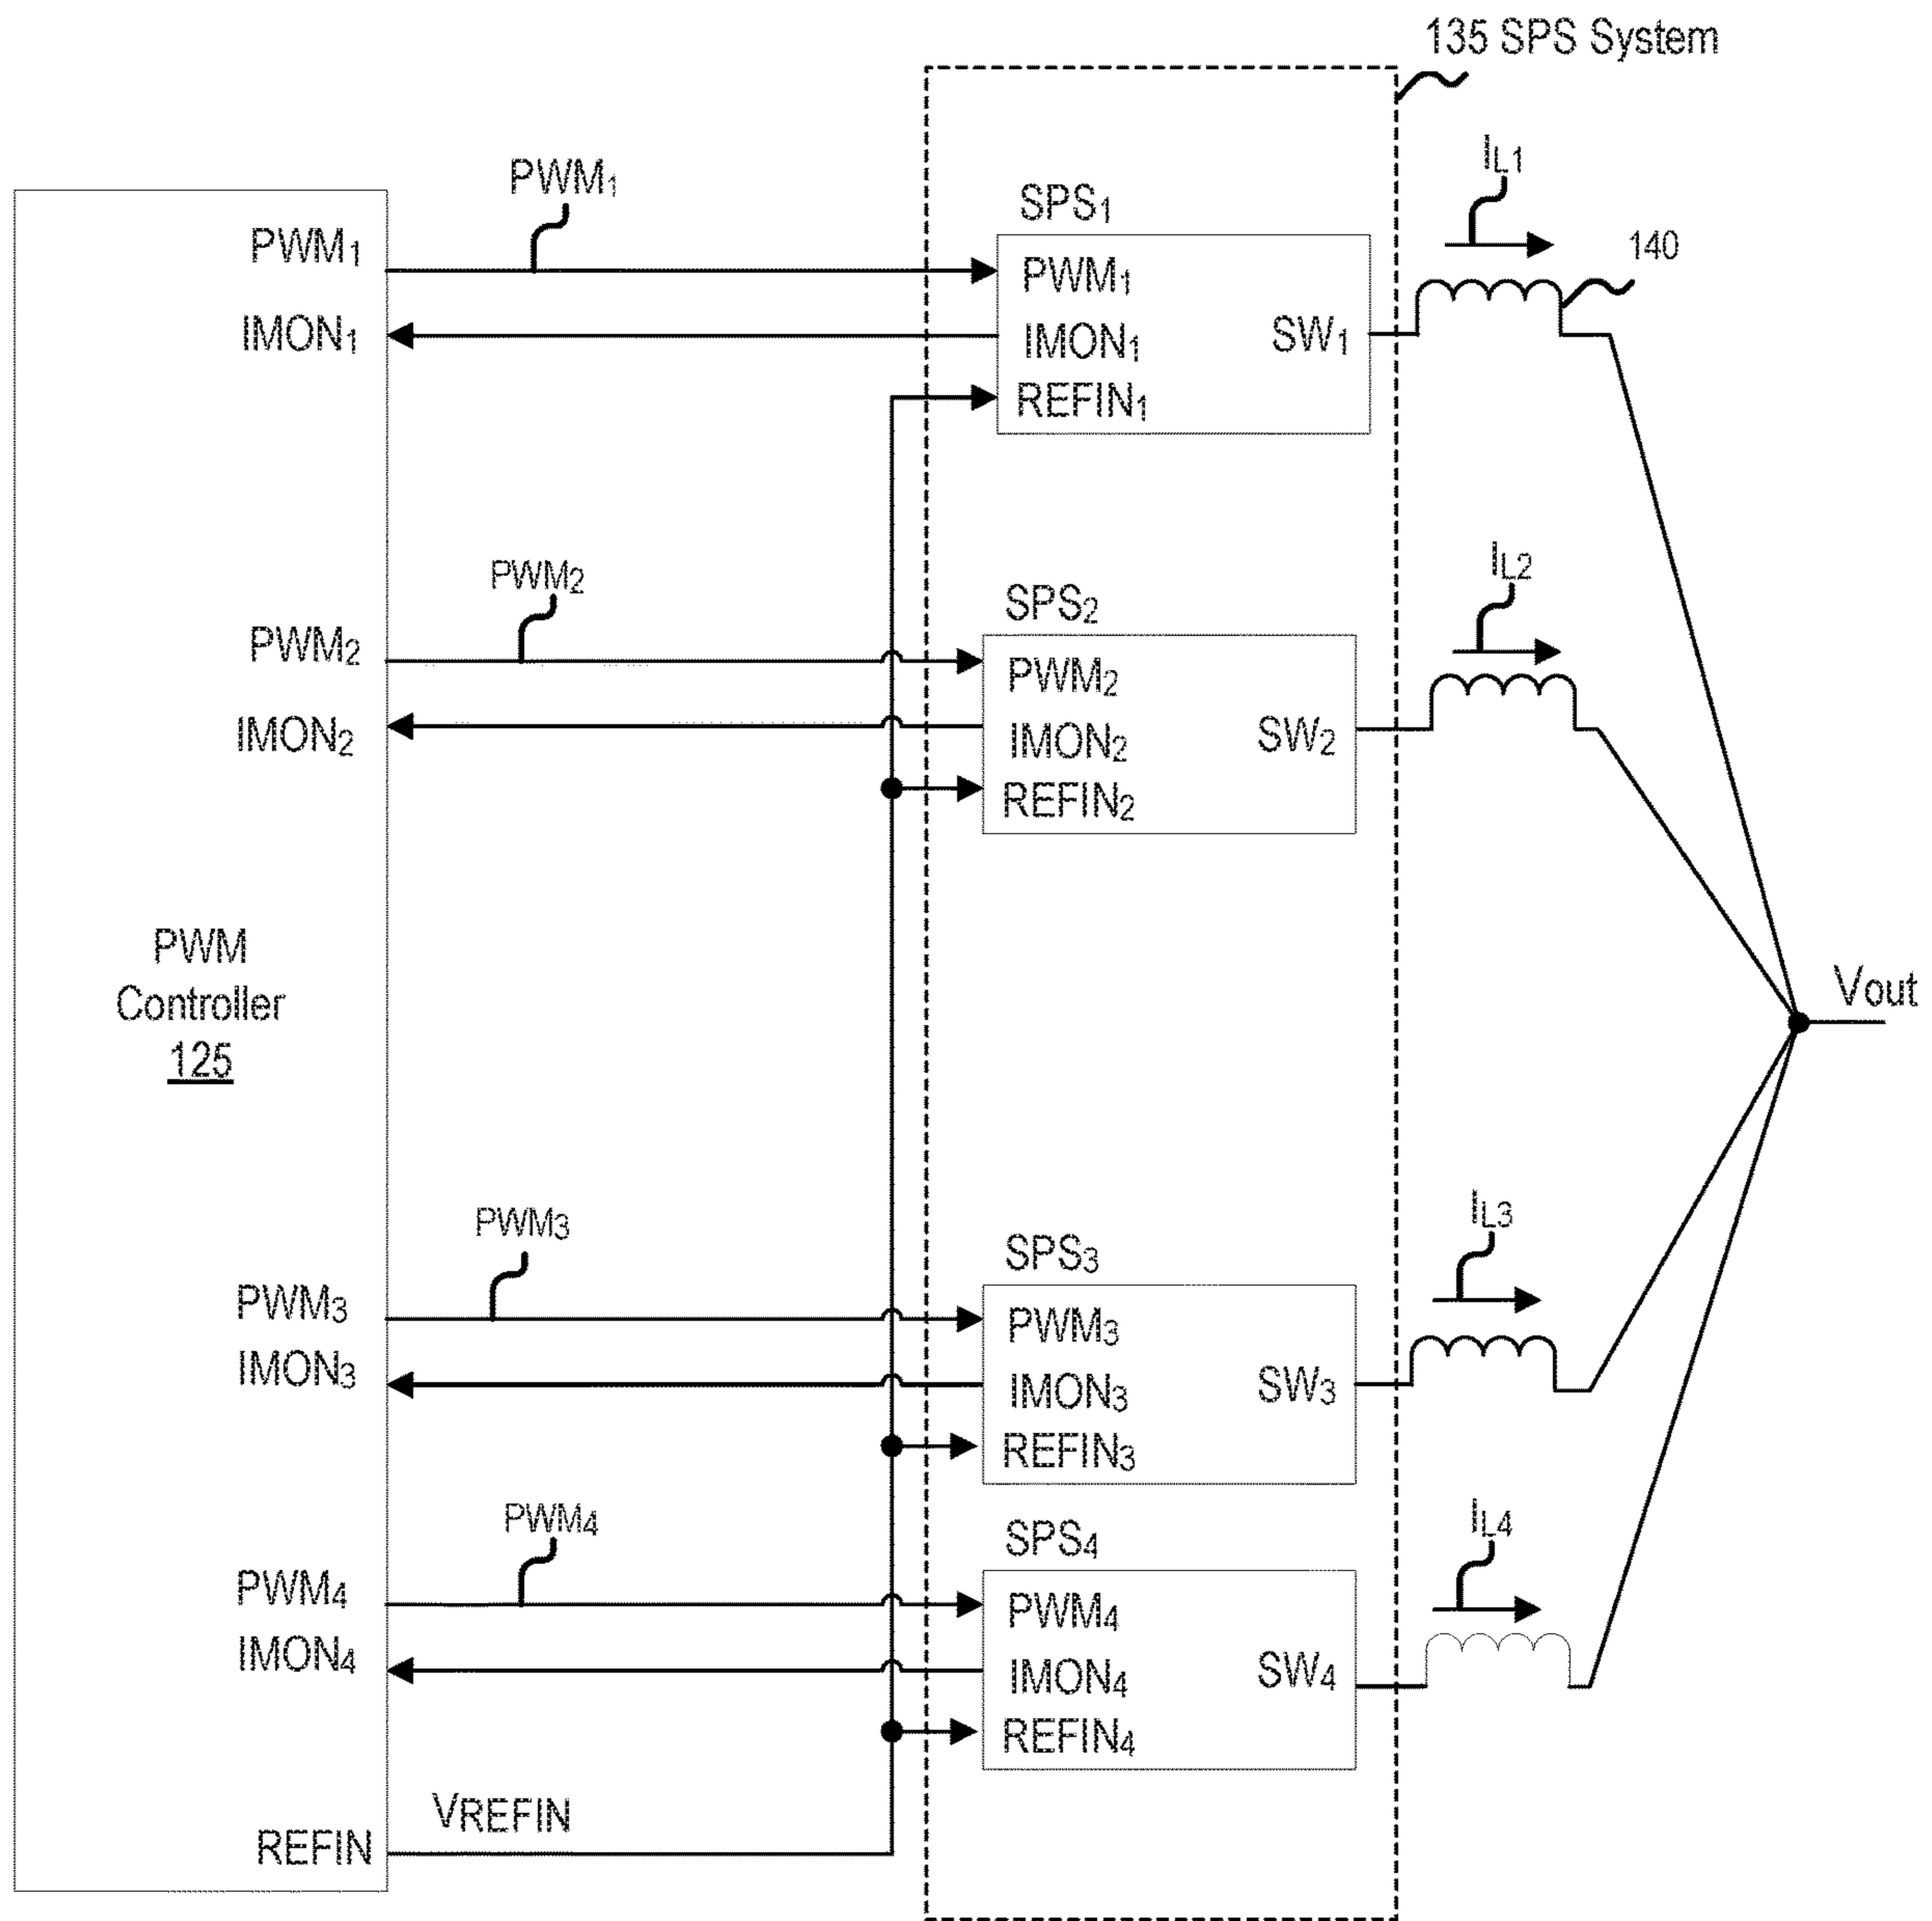 135 SPS System
PWM1
IL1
140
SPS1
PWM1
IMON1
PWM1
IMON1
REFIN1
SW1
PWM2
IL2
SPS2
PWM2
IMON2
PWM2
IMON2
REFIN2
SW2
PWM
Controller
125
Vout
PWM3
IL3
SPS3
PWM3
IMON3
PWM3
IMON3
REFIN3
SW3
PWM4
IL4
SPS4
PWM4
IMON4
PWM4
IMON4
REFIN4
SW4
VREFIN
REFIN